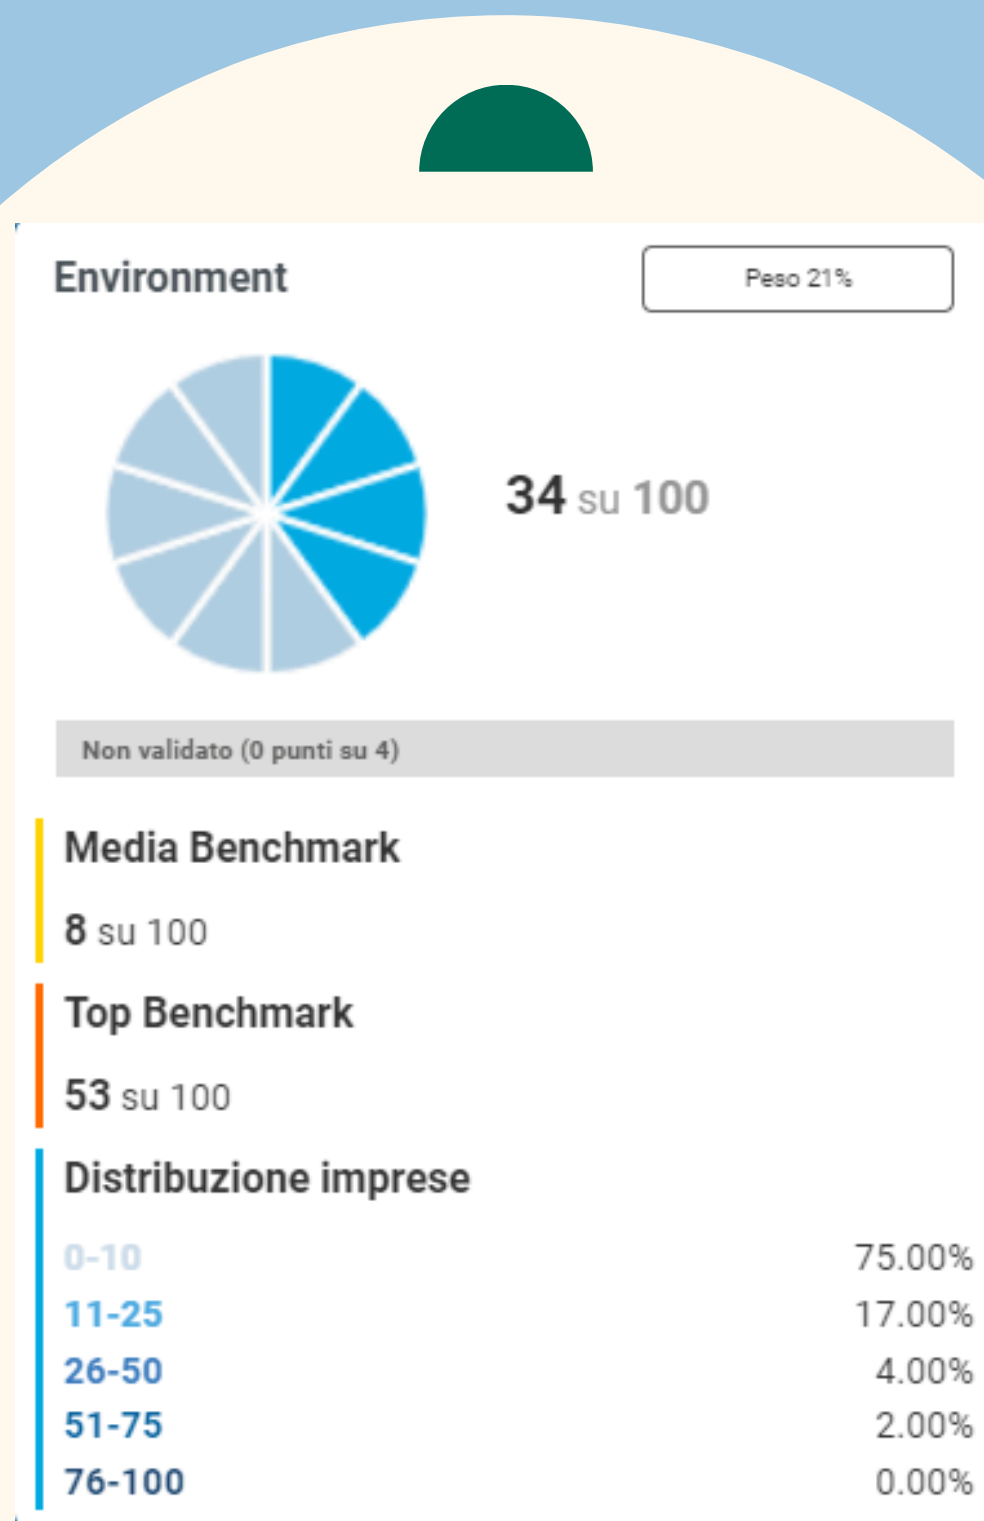 Environment
Peso 21%
34 su 100
Non validato (0 punti su 4)
Media Benchmark
8 su 100
Top Benchmark
53 su 100
Distribuzione imprese
0-10 75.00%
11-25 17.00%
26-50 4.00%
51-75 2.00%
76-100 0.00%